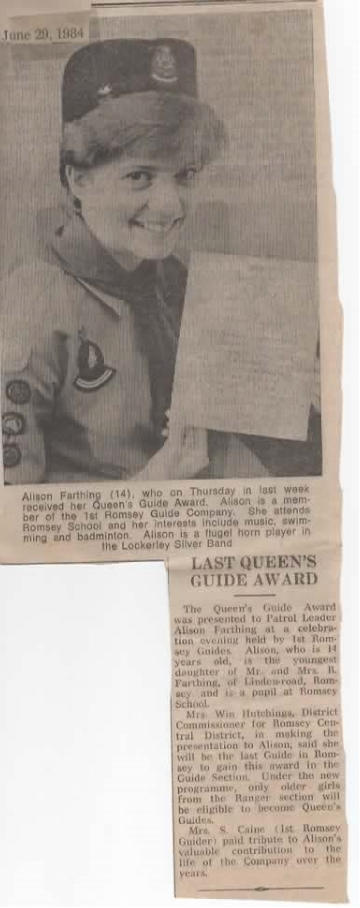 June 29, 1984
Alison Farthing (14), who on Thursday in last week
received her Queen's Guide Award. Alison is a mem-
ber of the 1st Romsey Guide Company. She attends
Romsey School and her interests include music, swim-
ming and badminton. Alison is a flugel horn player in
the Lockerley Silver Band
LAST QUEEN'S
GUIDE AWARD
The Queen's Guide Award
was presented to Patrol Leader
Alison Farthing at a celebra-
tion evening held by 1st Rom-
sey Guides. Alison, who is 14
years old, is the youngest
daughter of Mr. and Mrs. R.
Farthing, of Linden-road, Rom-
sey and is a pupil at Romsey
School.
Mrs. Win Hutchings, District
Commissioner for Romsey Cen-
tral District, in making the
presentation to Alison, said she
will be the last Guide in Rom-
sey to gain this award in the
Guide Section. Under the new
programme, only older girls
from the Ranger section will
be eligible to become Queen's
Guides.
Mrs. S. Caine (1st Romsey
Guider) paid tribute to Alison's
valuable contribution to the
life of the Company over the
years.